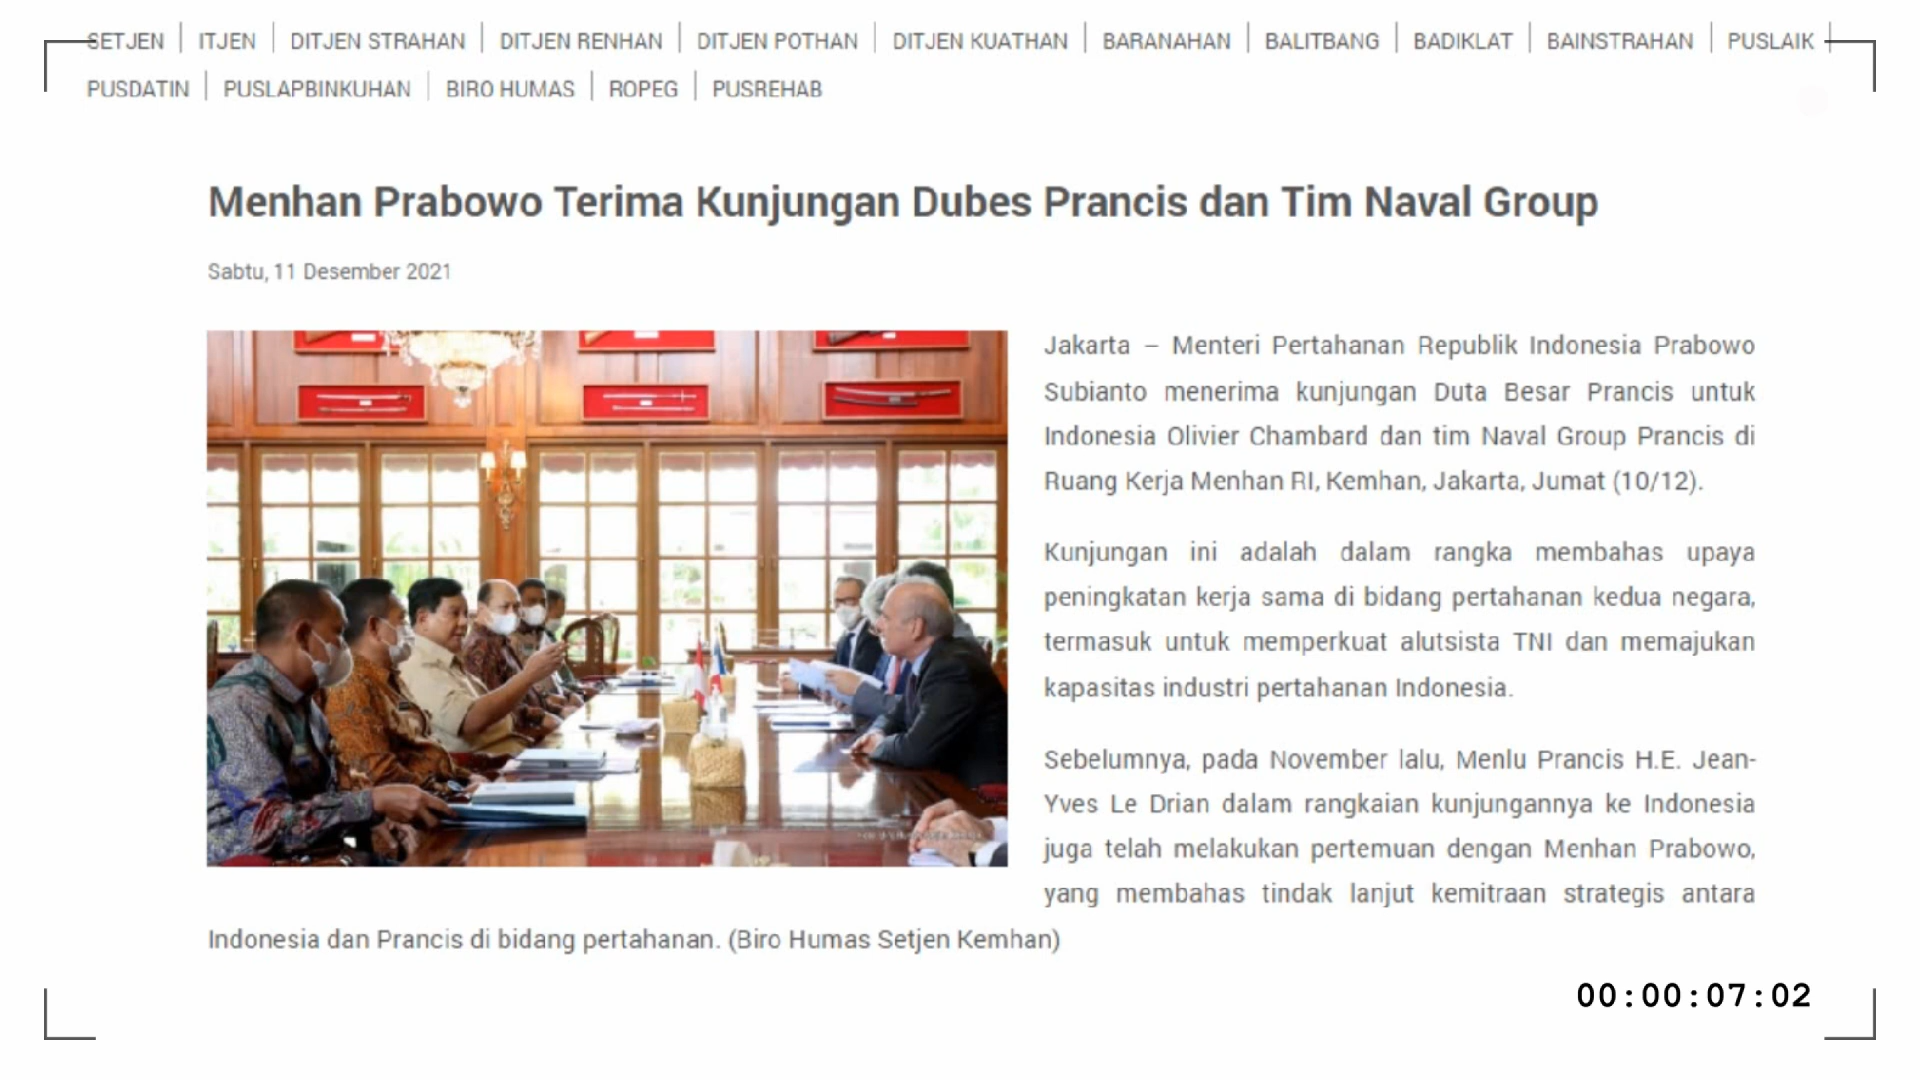 SETJEN | ITJEN | DITJEN STRAHAN | DITJEN RENHAN | DITJEN POTHAN | DITJEN KUATHAN | BARANAHAN | BALITBANG | BADIKLAT | BAINSTRAHAN | PUSLAIK |
PUSDATIN | PUSLAPBINKUHAN | BIRO HUMAS | ROPEG | PUSREHAB
Menhan Prabowo Terima Kunjungan Dubes Prancis dan Tim Naval Group
Sabtu, 11 Desember 2021
Jakarta – Menteri Pertahanan Republik Indonesia Prabowo
Subianto menerima kunjungan Duta Besar Prancis untuk
Indonesia Olivier Chambard dan tim Naval Group Prancis di
Ruang Kerja Menhan RI, Kemhan, Jakarta, Jumat (10/12).
Kunjungan ini adalah dalam rangka membahas upaya
peningkatan kerja sama di bidang pertahanan kedua negara,
termasuk untuk memperkuat alutsista TNI dan memajukan
kapasitas industri pertahanan Indonesia.
Sebelumnya, pada November lalu, Menlu Prancis H.E. Jean-
Yves Le Drian dalam rangkaian kunjungannya ke Indonesia
juga telah melakukan pertemuan dengan Menhan Prabowo,
yang membahas tindak lanjut kemitraan strategis antara
Indonesia dan Prancis di bidang pertahanan. (Biro Humas Setjen Kemhan)
00:00:07:02